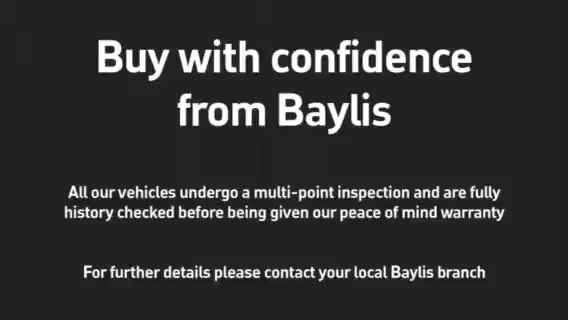 Buy with confidence
from Baylis
All our vehicles undergo a multi-point inspection and are fully
history checked before being given our peace of mind warranty
For further details please contact your local Baylis branch